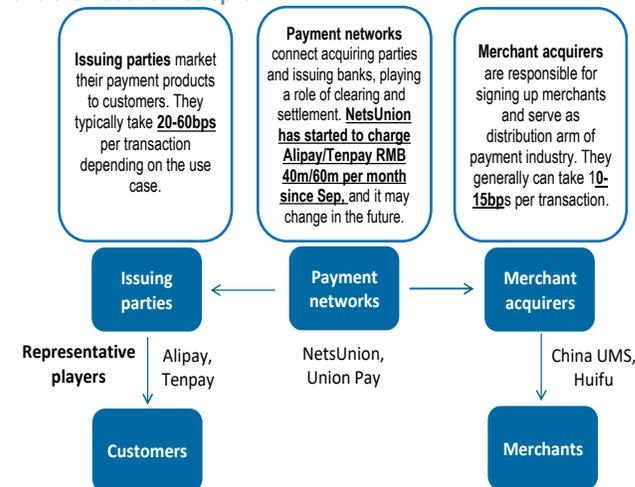 Issuing parties market
their payment products
to customers. They
typically take 20-60bps
per transaction
depending on the use
case.
Payment networks
connect acquiring parties
and issuing banks, playing
a role of clearing and
settlement. NetsUnion
has started to charge
Alipay/Tenpay RMB
40m/60m per month
since Sep, and it may
change in the future.
Merchant acquirers
are responsible for
signing up merchants
and serve as
distribution arm of
payment industry. They
generally can take 10-
15bps per transaction.
Issuing
parties
Payment
networks
Merchant
acquirers
Representative
players
Alipay,
Tenpay
NetsUnion,
Union Pay
China UMS,
Huifu
Customers
Merchants